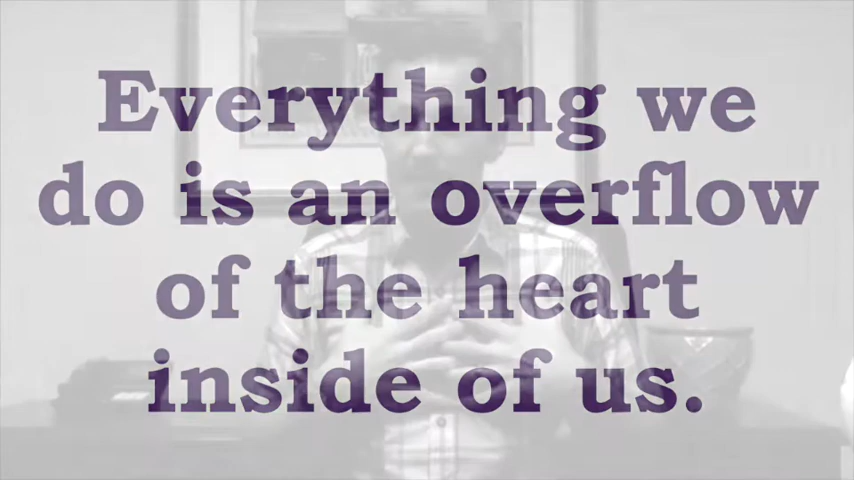 Everything we
do is an overflow
of the heart
inside of us.